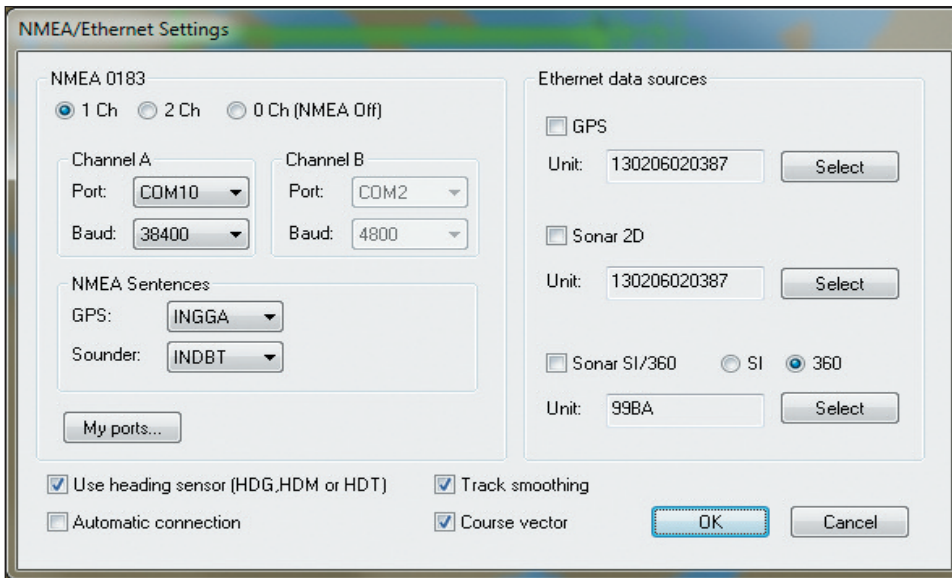 NMEA/Ethernet Settings
NMEA 0183
1 Ch 2 Ch 0 Ch (NMEA Off)
Channel A
Port: COM10
Baud: 38400
Channel B
Port: COM2
Baud: 4800
NMEA Sentences
GPS: INGGA
Sounder: INDBT
My ports...
Ethernet data sources
GPS
Unit: 130206020387 Select
Sonar 2D
Unit: 130206020387 Select
Sonar SI/360 SI 360
Unit: 99BA Select
Use heading sensor (HDG,HDM or HDT) Track smoothing
Automatic connection Course vector OK Cancel